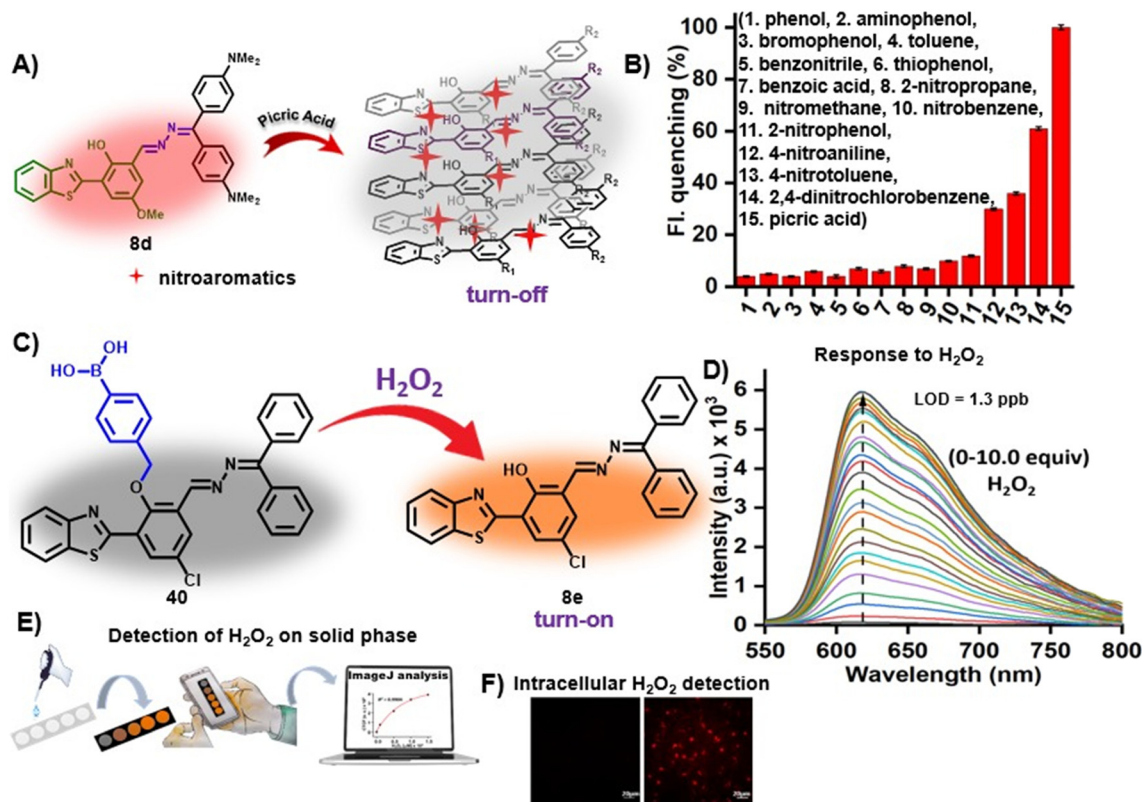 A)
NMe₂
HO
N
N
N
S
OMe
NMe₂
8d
nitroaromatics
Picric Acid
HO
N
S
R₁
R₂
turn-off
B)
(1. phenol, 2. aminophenol,
3. bromophenol, 4. toluene,
5. benzonitrile, 6. thiophenol,
7. benzoic acid, 8. 2-nitropropane,
9. nitromethane, 10. nitrobenzene,
11. 2-nitrophenol,
12. 4-nitroaniline,
13. 4-nitrotoluene,
14. 2,4-dinitrochlorobenzene,
15. picric acid)
Fl. quenching (%)
100
80
60
40
20
0
1 2 3 4 5 6 7 8 9 10 11 12 13 14 15
C)
OH
HO
B
O
N
N
N
S
Cl
40
H₂O₂
HO
N
N
N
S
Cl
8e
turn-on
D)
Response to H₂O₂
LOD = 1.3 ppb
(0-10.0 equiv)
H₂O₂
Intensity (a.u.) x 10³
6
5
4
3
2
1
0
550 600 650 700 750 800
Wavelength (nm)
E)
Detection of H₂O₂ on solid phase
ImageJ analysis
F)
Intracellular H₂O₂ detection
20μm
20μm